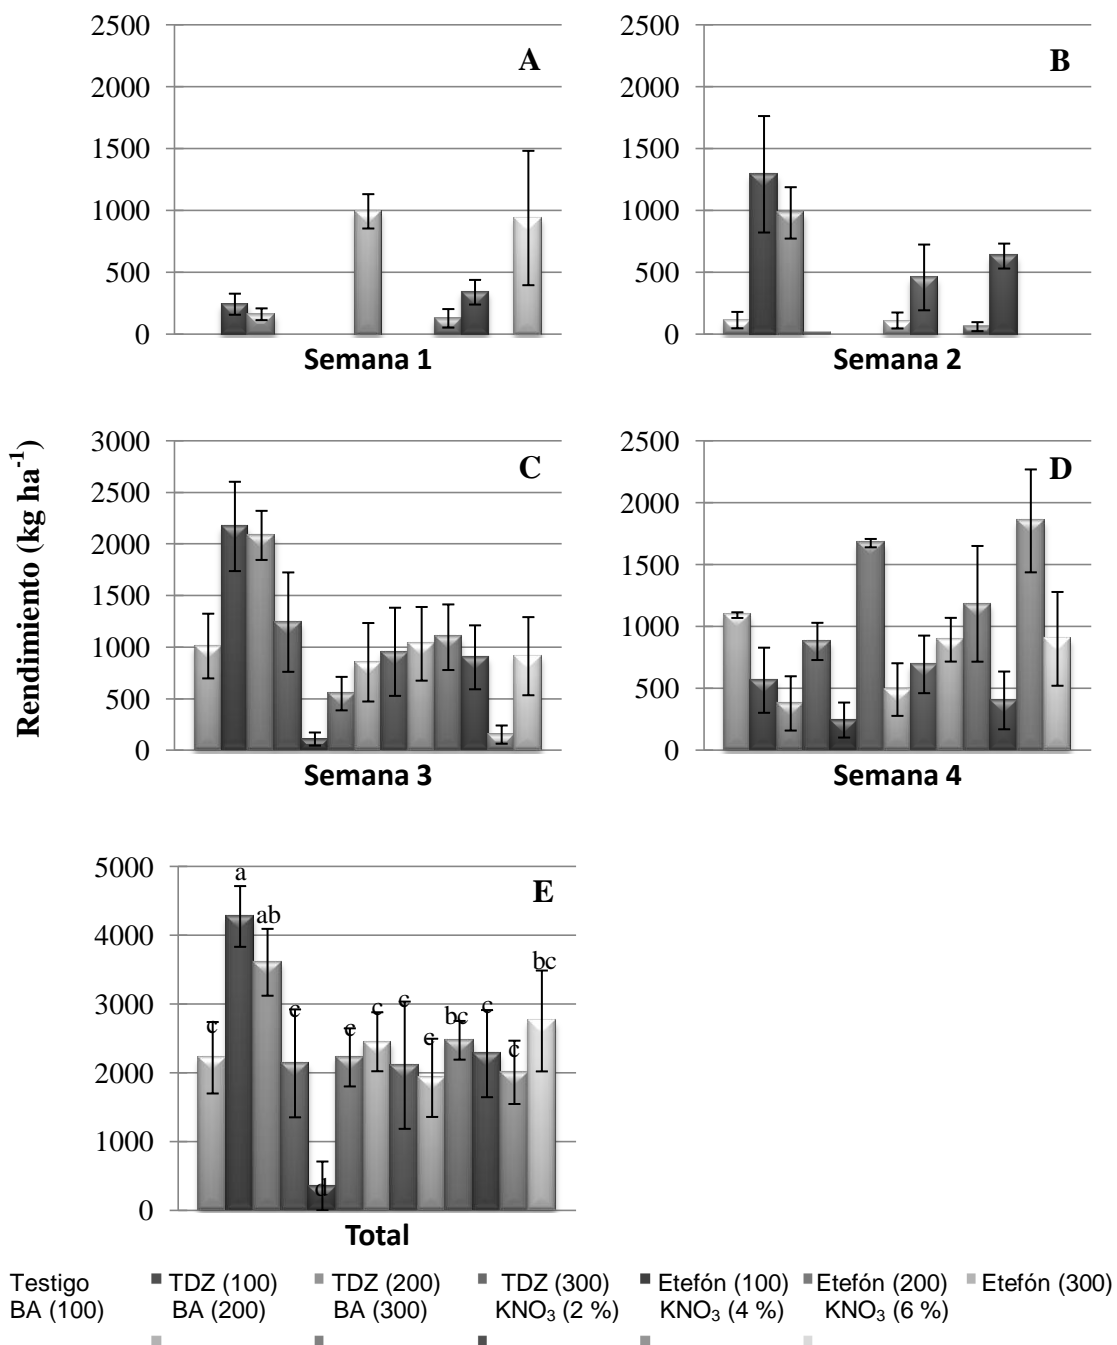 2500
2000
1500
1000
500
0
A
Semana 1
2500
2000
1500
1000
500
0
B
Semana 2
Rendimiento (kg ha⁻¹)
3000
2500
2000
1500
1000
500
0
C
Semana 3
2500
2000
1500
1000
500
0
D
Semana 4
5000
4000
3000
2000
1000
0
E
c
a
ab
c
d
c
c
c
c
bc
c
c
bc
Total
Testigo TDZ (100) TDZ (200) TDZ (300) Etefón (100) Etefón (200) Etefón (300)
BA (100) BA (200) BA (300) KNO₃ (2 %) KNO₃ (4 %) KNO₃ (6 %)